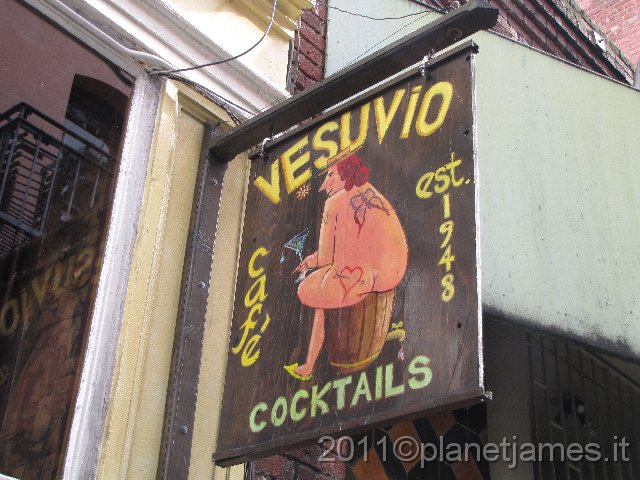 VESUViO
est. 1948
café
COCKTAILS
2011©planetjames.it